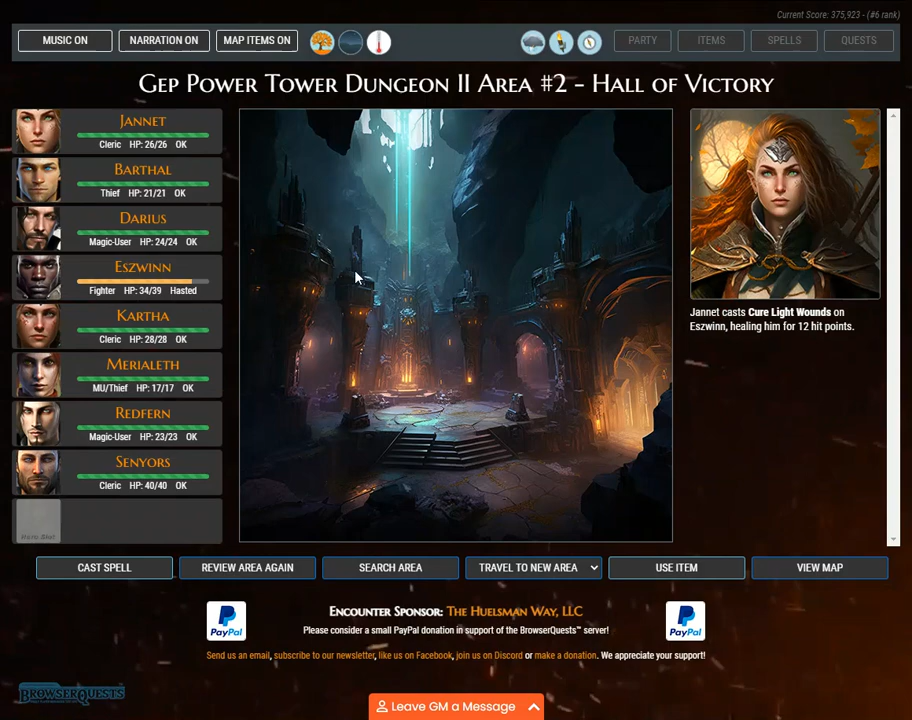 Current Score: 375,923 - (#6 rank)
MUSIC ON
NARRATION ON
MAP ITEMS ON
PARTY
ITEMS
SPELLS
QUESTS
Gep Power Tower Dungeon II Area #2 - Hall of Victory
Jannet
Cleric HP: 26/26 OK
Barthal
Thief HP: 21/21 OK
Darius
Magic-User HP: 24/24 OK
Eszwinn
Fighter HP: 34/39 Hasted
Kartha
Cleric HP: 28/28 OK
Merialeth
MU/Thief HP: 17/17 OK
Redfern
Magic-User HP: 23/23 OK
Senyors
Cleric HP: 40/40 OK
Hero Slot
Jannet casts Cure Light Wounds on
Eszwinn, healing him for 12 hit points.
CAST SPELL
REVIEW AREA AGAIN
SEARCH AREA
TRAVEL TO NEW AREA
USE ITEM
VIEW MAP
PayPal
Encounter Sponsor: The Huelsman Way, LLC
Please consider a small PayPal donation in support of the BrowserQuests™ server!
PayPal
Send us an email, subscribe to our newsletter, like us on Facebook, join us on Discord or make a donation. We appreciate your support!
BrowserQuests
Leave GM a Message